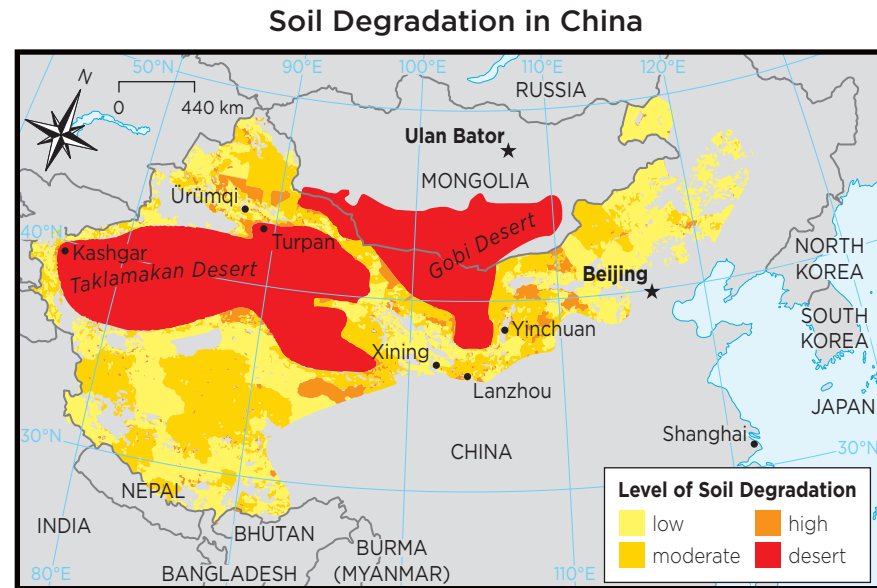 Soil Degradation in China
50°N
90°E
100°E
110°E
120°E
N
0
440 km
RUSSIA
Ulan Bator
MONGOLIA
Ürümqi
Turpan
40°N
Kashgar
Taklamakan Desert
Gobi Desert
40°N
NORTH
KOREA
Beijing
SOUTH
KOREA
Yinchuan
Xining
Lanzhou
JAPAN
Shanghai
30°N
30°N
CHINA
NEPAL
INDIA
BHUTAN
BURMA
(MYANMAR)
BANGLADESH
80°E
110°E
Level of Soil Degradation
low
high
moderate
desert